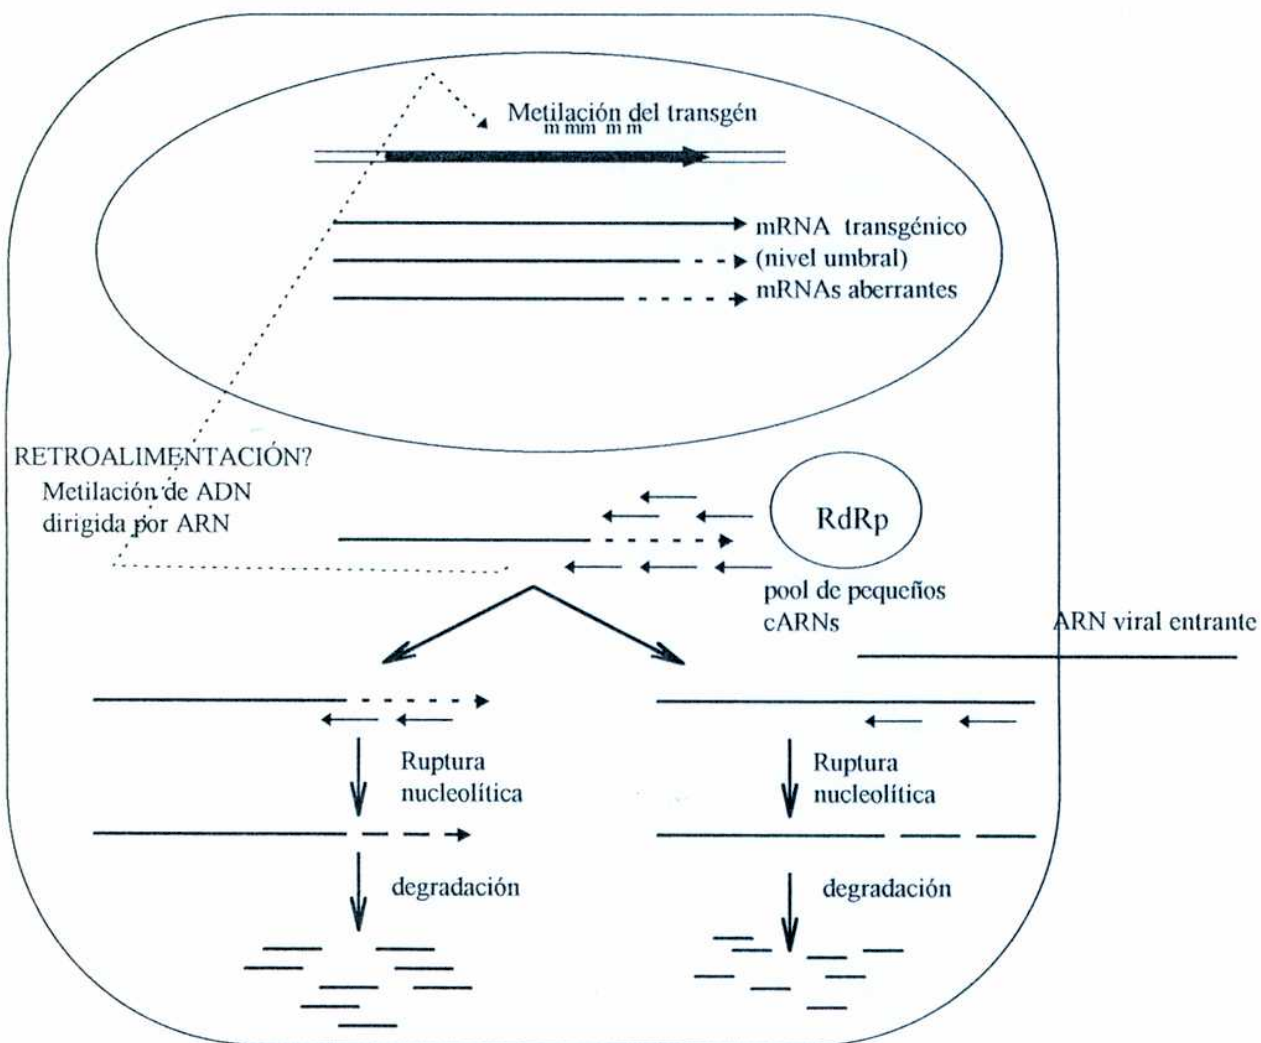 Metilación del transgén
m mm m m
mRNA transgénico
(nivel umbral)
mRNAs aberrantes
RETROALIMENTACIÓN?
Metilación de ADN
dirigida por ARN
RdRp
pool de pequeños
cARNs
ARN viral entrante
Ruptura
nucleolítica
Ruptura
nucleolítica
degradación
degradación